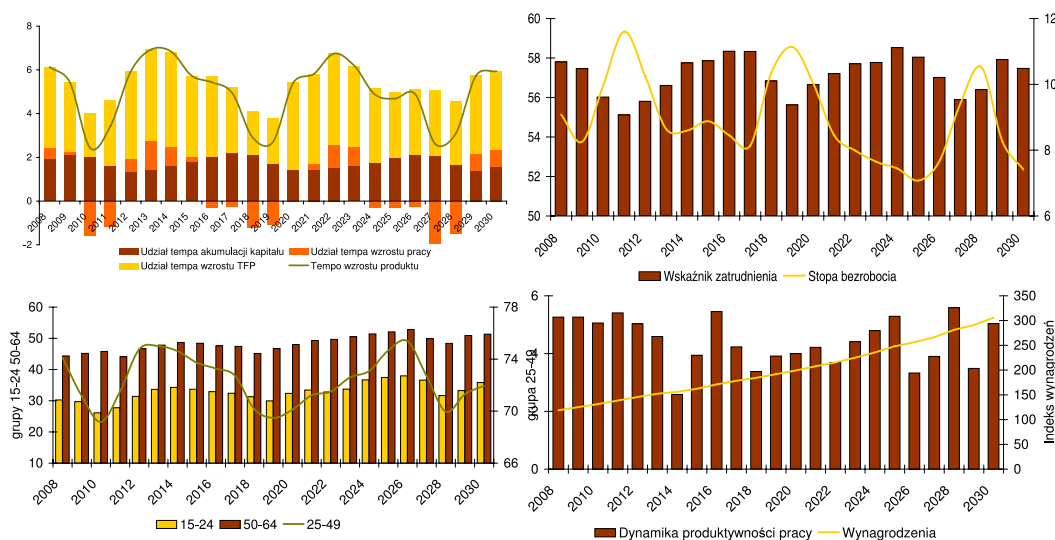 8
6
4
2
0
-2
2008 2009 2010 2011 2012 2013 2014 2015 2016 2017 2018 2019 2020 2021 2022 2023 2024 2025 2026 2027 2028 2029 2030
Udział tempa akumulacji kapitału Udział tempa wzrostu pracy
Udział tempa wzrostu TFP Tempo wzrostu produktu
60 12
58
56 10
54
8
52
50 6
2008 2010 2012 2014 2016 2018 2020 2022 2024 2026 2028 2030
Wskaźnik zatrudnienia Stopa bezrobocia
grupy 15-24 50-64
60 78
50
40 74
30
70
20
10 66
2008 2010 2012 2014 2016 2018 2020 2022 2024 2026 2028 2030
15-24 50-64 25-49
grupa 25-49
6 350
300
250
4
200
150
2
100
50
0 0
Indeks wynagrodzeń
2008 2010 2012 2014 2016 2018 2020 2022 2024 2026 2028 2030
Dynamika produktywności pracy Wynagrodzenia